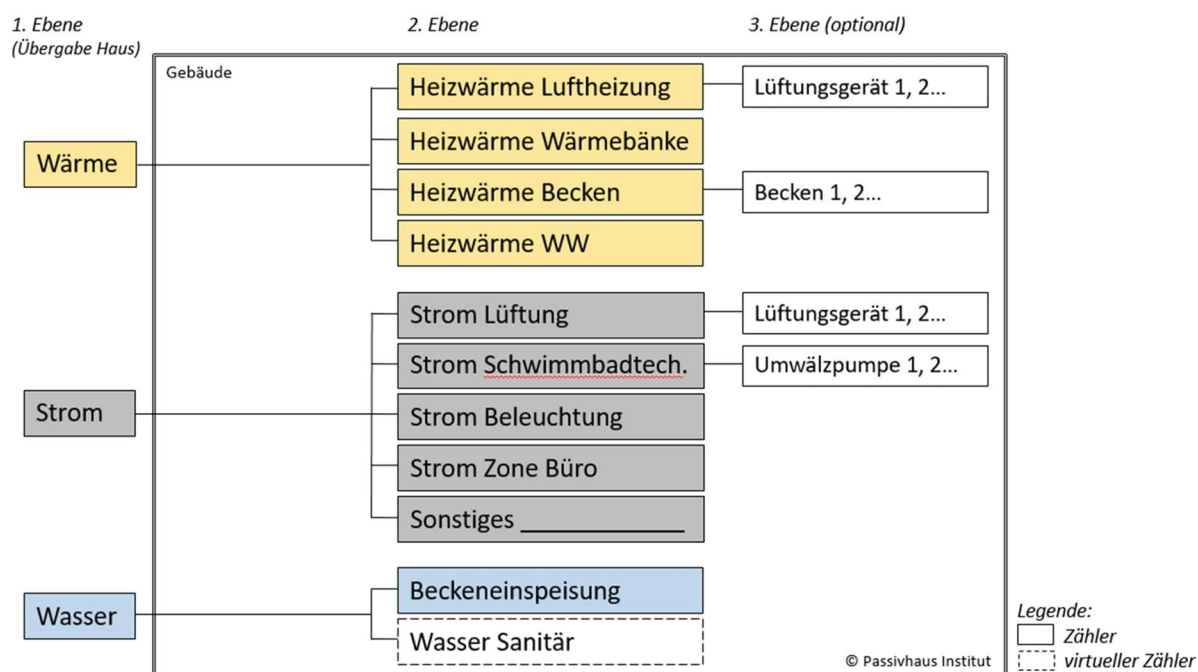 1. Ebene
(Übergabe Haus)
2. Ebene
3. Ebene (optional)
Gebäude
Wärme
Heizwärme Luftheizung
Lüftungsgerät 1, 2...
Heizwärme Wärmebänke
Heizwärme Becken
Becken 1, 2...
Heizwärme WW
Strom
Strom Lüftung
Lüftungsgerät 1, 2...
Strom Schwimmbadtech.
Umwälzpumpe 1, 2...
Strom Beleuchtung
Strom Zone Büro
Sonstiges _______________
Wasser
Beckeneinspeisung
Wasser Sanitär
© Passivhaus Institut
Legende:
Zähler
virtueller Zähler